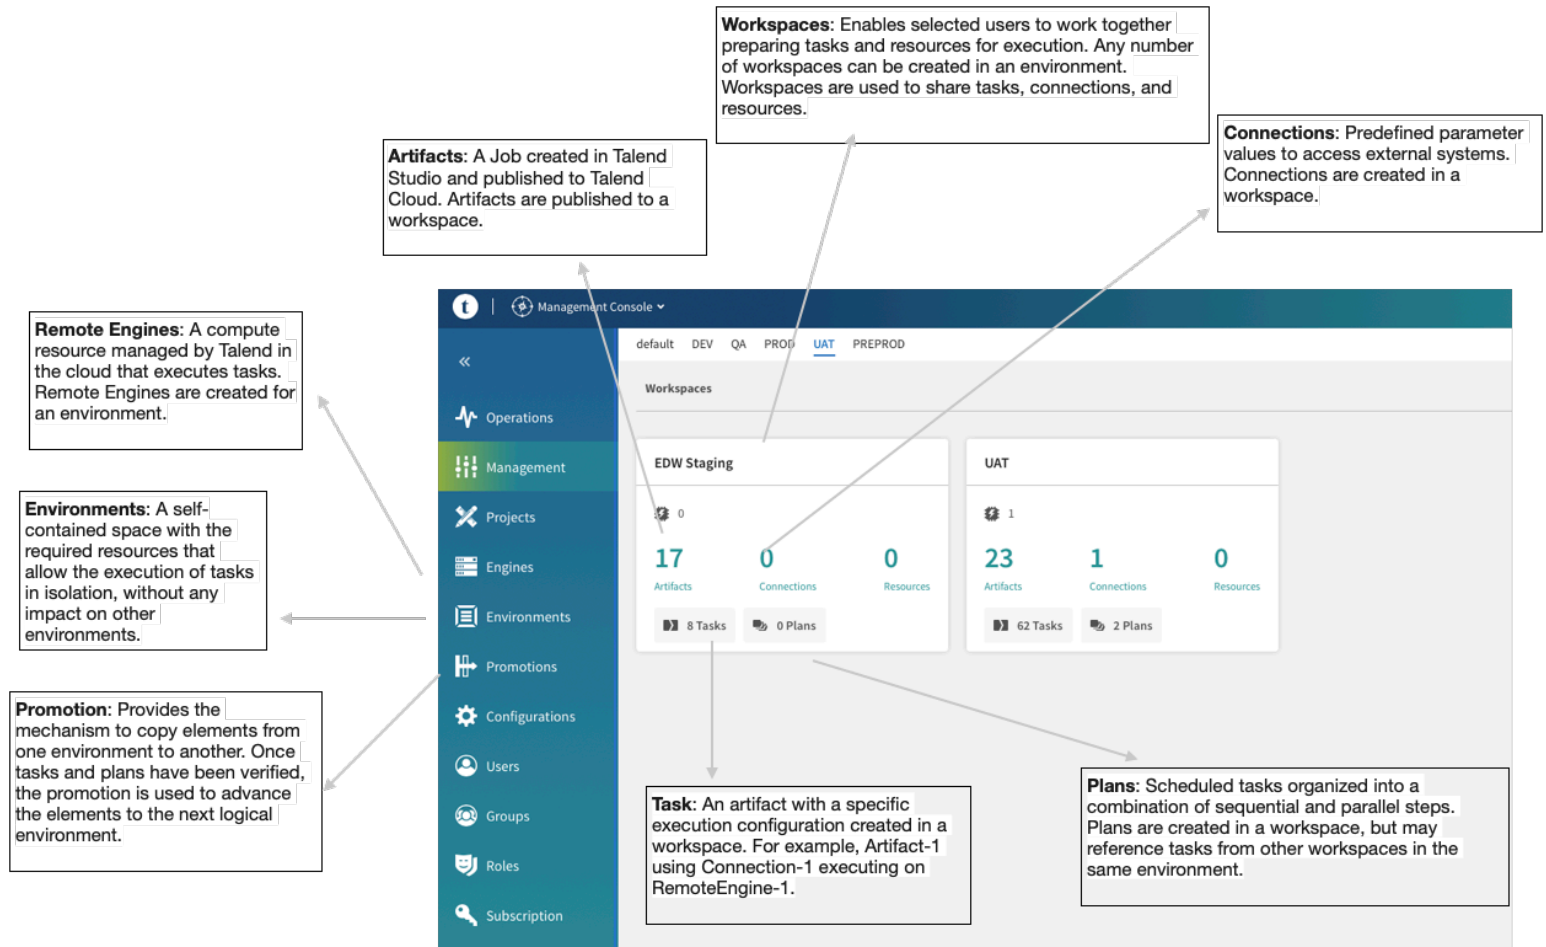 Workspaces: Enables selected users to work together
preparing tasks and resources for execution. Any number
of workspaces can be created in an environment.
Workspaces are used to share tasks, connections, and
resources.
Connections: Predefined parameter
values to access external systems.
Connections are created in a
workspace.
Artifacts: A Job created in Talend
Studio and published to Talend
Cloud. Artifacts are published to a
workspace.
Remote Engines: A compute
resource managed by Talend in
the cloud that executes tasks.
Remote Engines are created for
an environment.
Environments: A self-
contained space with the
required resources that
allow the execution of tasks
in isolation, without any
impact on other
environments.
Promotion: Provides the
mechanism to copy elements from
one environment to another. Once
tasks and plans have been verified,
the promotion is used to advance
the elements to the next logical
environment.
t | Management Console
«
Operations
Management
Projects
Engines
Environments
Promotions
Configurations
Users
Groups
Roles
Subscription
default DEV QA PROD UAT PREPROD
Workspaces
EDW Staging
0
17 0 0
Artifacts Connections Resources
8 Tasks 0 Plans
UAT
1
23 1 0
Artifacts Connections Resources
62 Tasks 2 Plans
Task: An artifact with a specific
execution configuration created in a
workspace. For example, Artifact-1
using Connection-1 executing on
RemoteEngine-1.
Plans: Scheduled tasks organized into a
combination of sequential and parallel steps.
Plans are created in a workspace, but may
reference tasks from other workspaces in the
same environment.